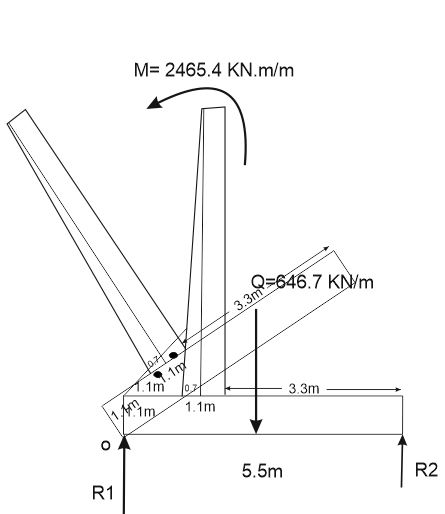 M= 2465.4 KN.m/m
Q=646.7 KN/m
3.3m
0.7
1.1m
1.1m
0.7
3.3m
1.1m
1.1m
1.1m
O
5.5m
R2
R1